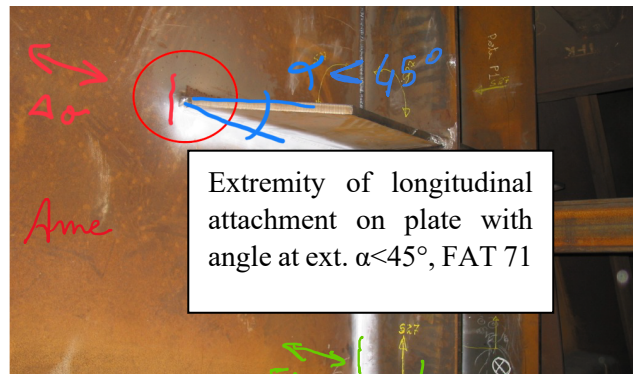 α < 45°
Δσ
Ame
Extremity of longitudinal
attachment on plate with
angle at ext. α<45°, FAT 71